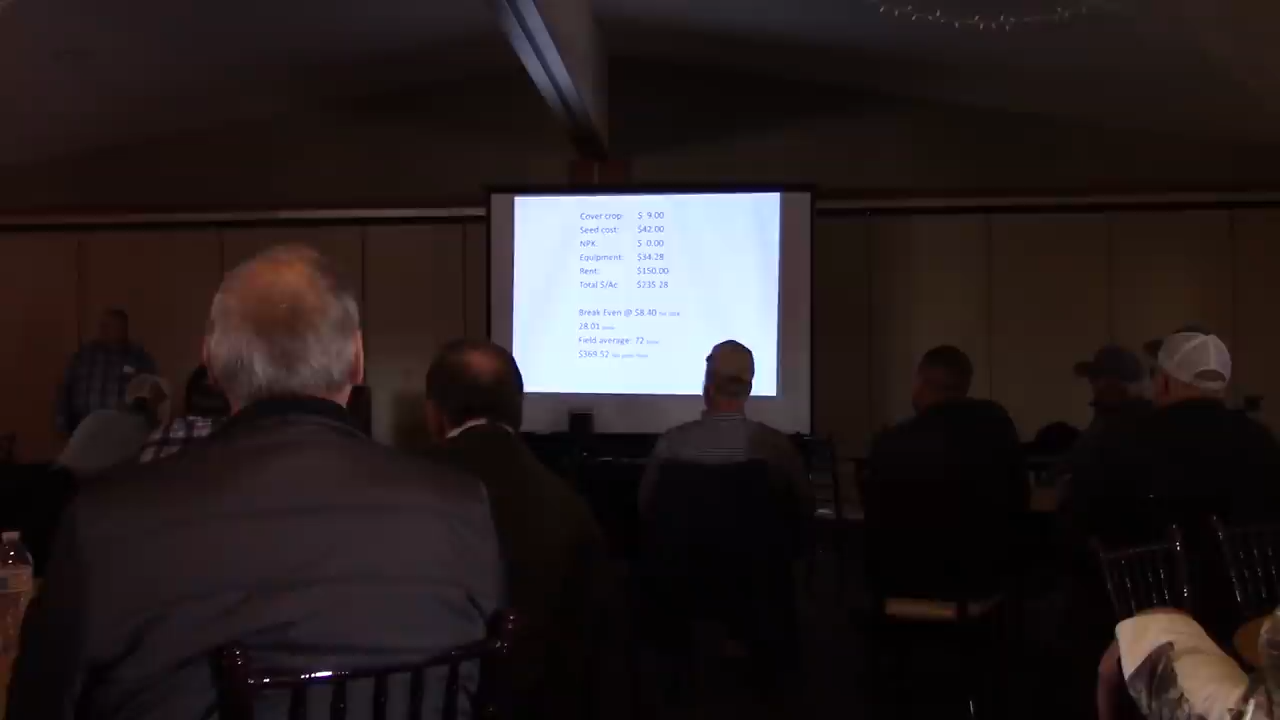 Cover crop: $ 9.00
Seed cost: $42.00
NPK: $ 0.00
Equipment: $34.28
Rent: $150.00
Total $/Ac $235.28
Break Even @ $8.40
28.01
Field average: 72
$369.52